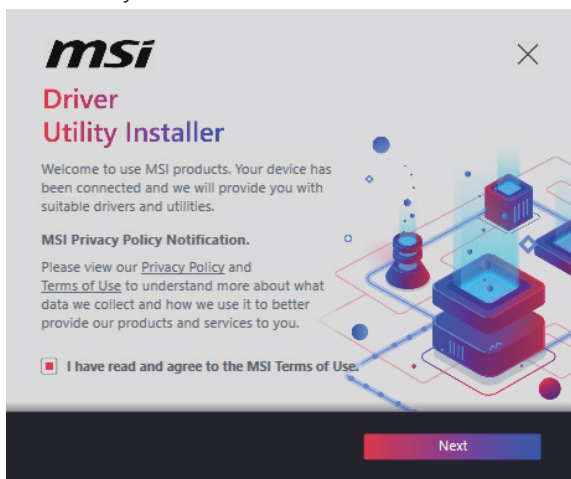 msi
Driver
Utility Installer
Welcome to use MSI products. Your device has
been connected and we will provide you with
suitable drivers and utilities.
MSI Privacy Policy Notification.
Please view our Privacy Policy and
Terms of Use to understand more about what
data we collect and how we use it to better
provide our products and services to you.
I have read and agree to the MSI Terms of Use.
Next